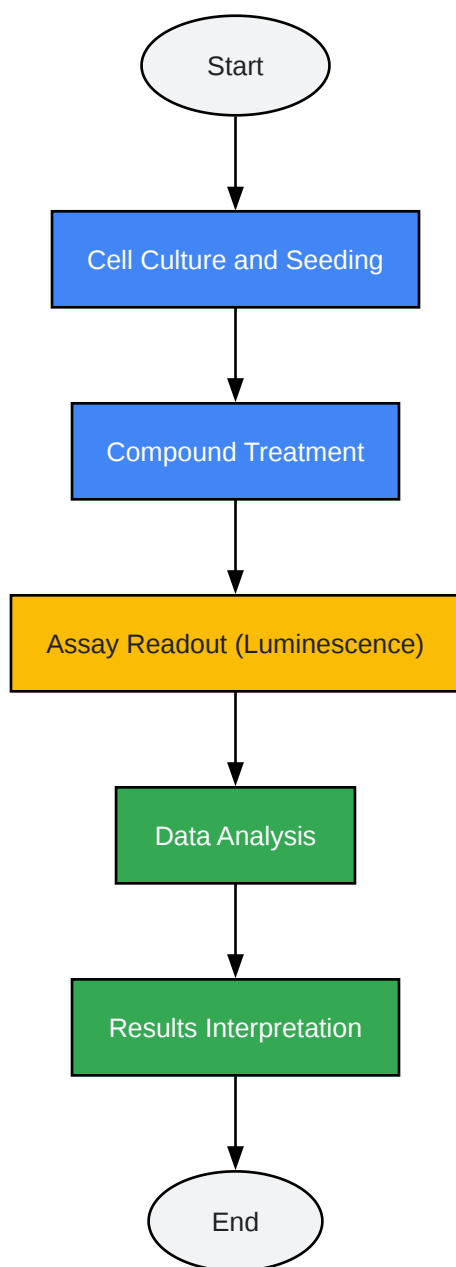 Start
Cell Culture and Seeding
Compound Treatment
Assay Readout (Luminescence)
Data Analysis
Results Interpretation
End